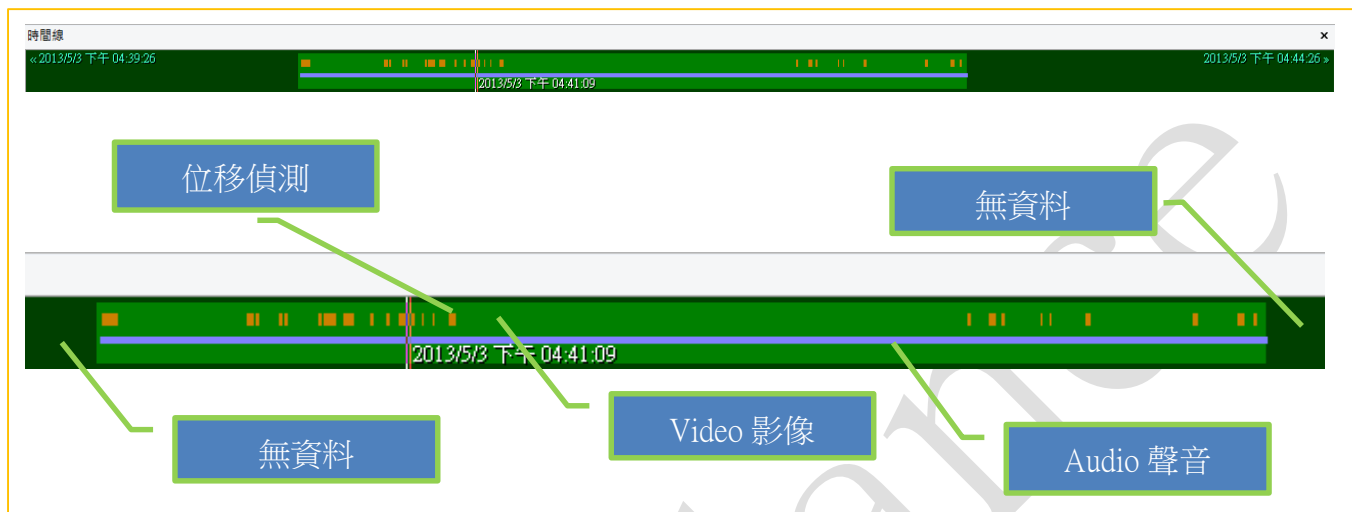 時間線
×
«2013/5/3 下午 04:39:26
2013/5/3 下午 04:44:26 »
2013/5/3 下午 04:41:09
位移偵測
無資料
2013/5/3 下午 04:41:09
無資料
Video 影像
Audio 聲音